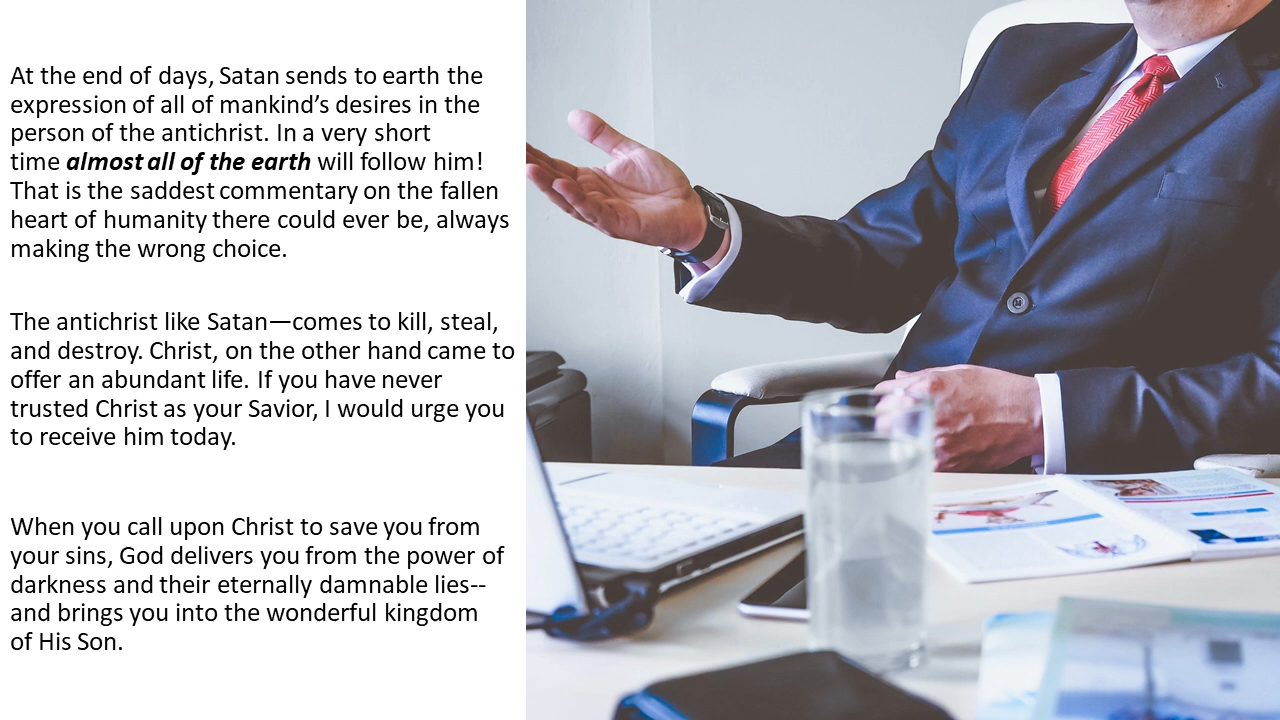 At the end of days, Satan sends to earth the
expression of all of mankind’s desires in the
person of the antichrist. In a very short
time almost all of the earth will follow him!
That is the saddest commentary on the fallen
heart of humanity there could ever be, always
making the wrong choice.
The antichrist like Satan—comes to kill, steal,
and destroy. Christ, on the other hand came to
offer an abundant life. If you have never
trusted Christ as your Savior, I would urge you
to receive him today.
When you call upon Christ to save you from
your sins, God delivers you from the power of
darkness and their eternally damnable lies--
and brings you into the wonderful kingdom
of His Son.